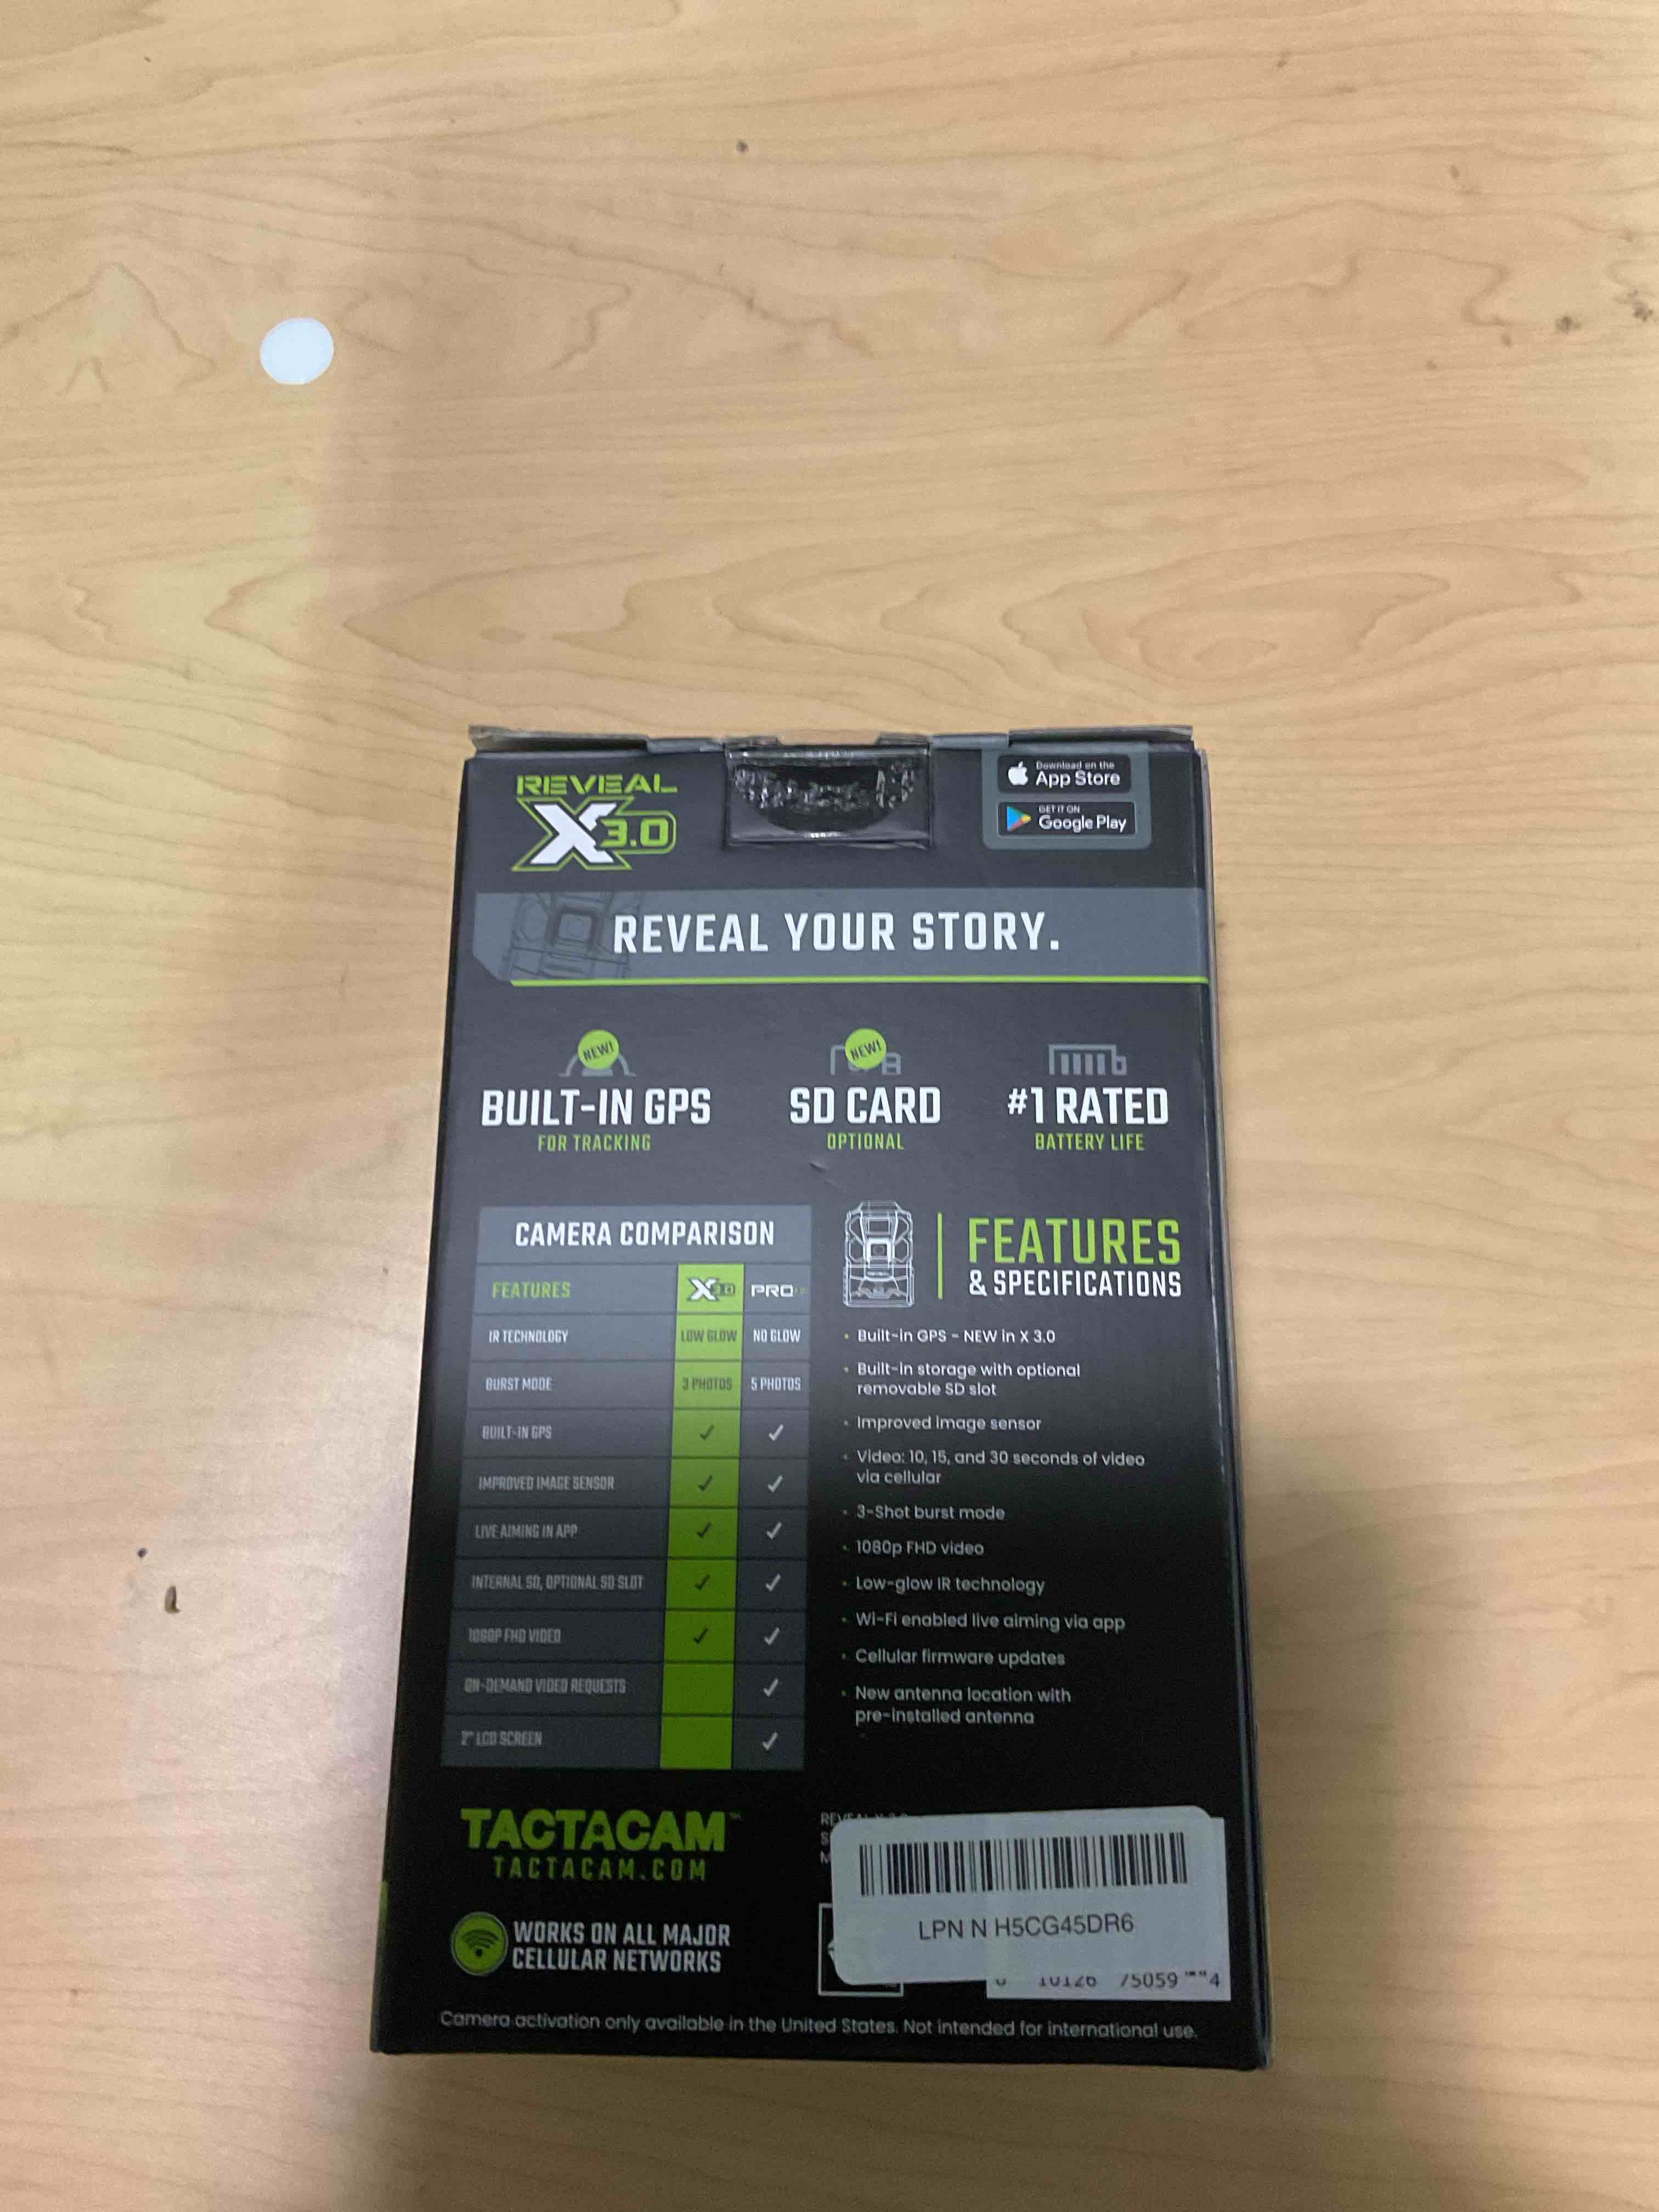 REVEAL
X 3.0
Download on the
App Store
GET IT ON
Google Play
REVEAL YOUR STORY.
NEW!
BUILT-IN GPS
FOR TRACKING
NEW!
SD CARD
OPTIONAL
#1 RATED
BATTERY LIFE
CAMERA COMPARISON
FEATURES X 3.0 PRO
IR TECHNOLOGY LOW GLOW NO GLOW
BURST MODE 3 PHOTOS 5 PHOTOS
BUILT-IN GPS ✓ ✓
IMPROVED IMAGE SENSOR ✓ ✓
LIVE AIMING IN APP ✓ ✓
INTERNAL SD, OPTIONAL SD SLOT ✓ ✓
1080P FHD VIDEO ✓ ✓
ON-DEMAND VIDEO REQUESTS ✓
2" LCD SCREEN ✓
FEATURES
& SPECIFICATIONS
• Built-in GPS - NEW in X 3.0
• Built-in storage with optional
removable SD slot
• Improved image sensor
• Video: 10, 15, and 30 seconds of video
via cellular
• 3-Shot burst mode
• 1080p FHD video
• Low-glow IR technology
• Wi-Fi enabled live aiming via app
• Cellular firmware updates
• New antenna location with
pre-installed antenna
TACTACAM™
TACTACAM.COM
WORKS ON ALL MAJOR
CELLULAR NETWORKS
LPN N H5CG45DR6
10126 75059 4
Camera activation only available in the United States. Not intended for international use.